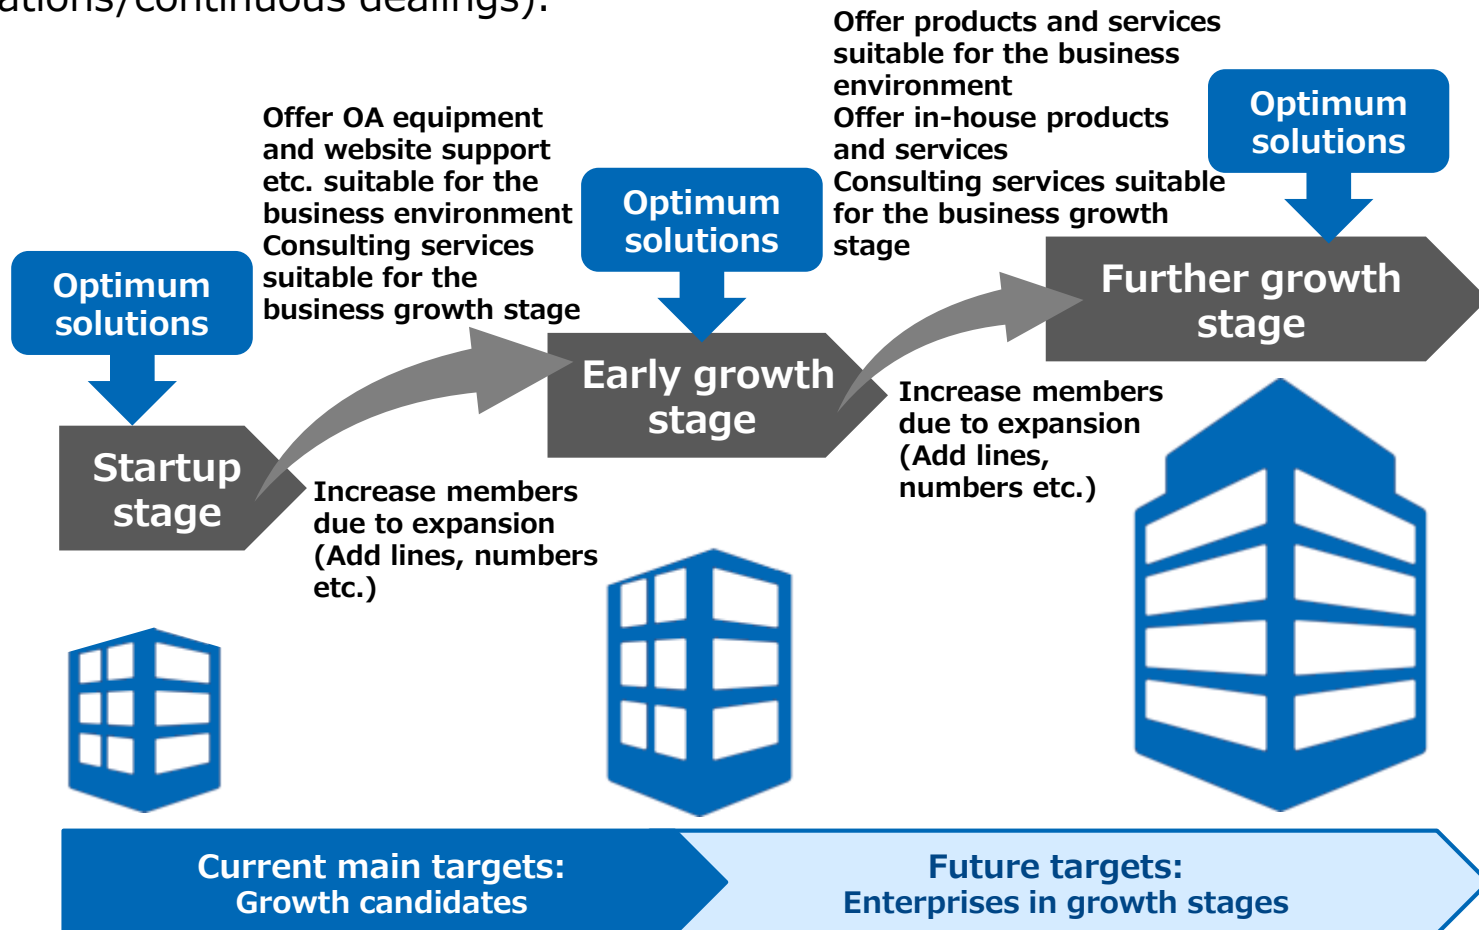 ations/continuous dealings).
Offer products and services
suitable for the business
environment
Offer in-house products
and services
Consulting services suitable
for the business growth
stage
Optimum
solutions
Offer OA equipment
and website support
etc. suitable for the
business environment
Consulting services
suitable for the
business growth stage
Optimum
solutions
Optimum
solutions
Further growth
stage
Early growth
stage
Increase members
due to expansion
(Add lines,
numbers etc.)
Startup
stage
Increase members
due to expansion
(Add lines, numbers
etc.)
Current main targets:
Growth candidates
Future targets:
Enterprises in growth stages